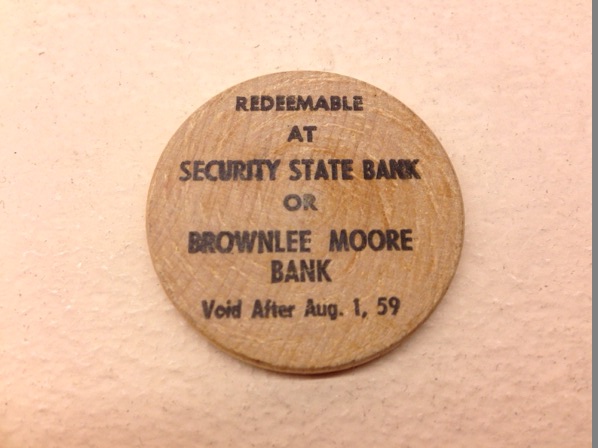 REDEEMABLE
AT
SECURITY STATE BANK
OR
BROWNLEE MOORE
BANK
Void After Aug. 1, 59